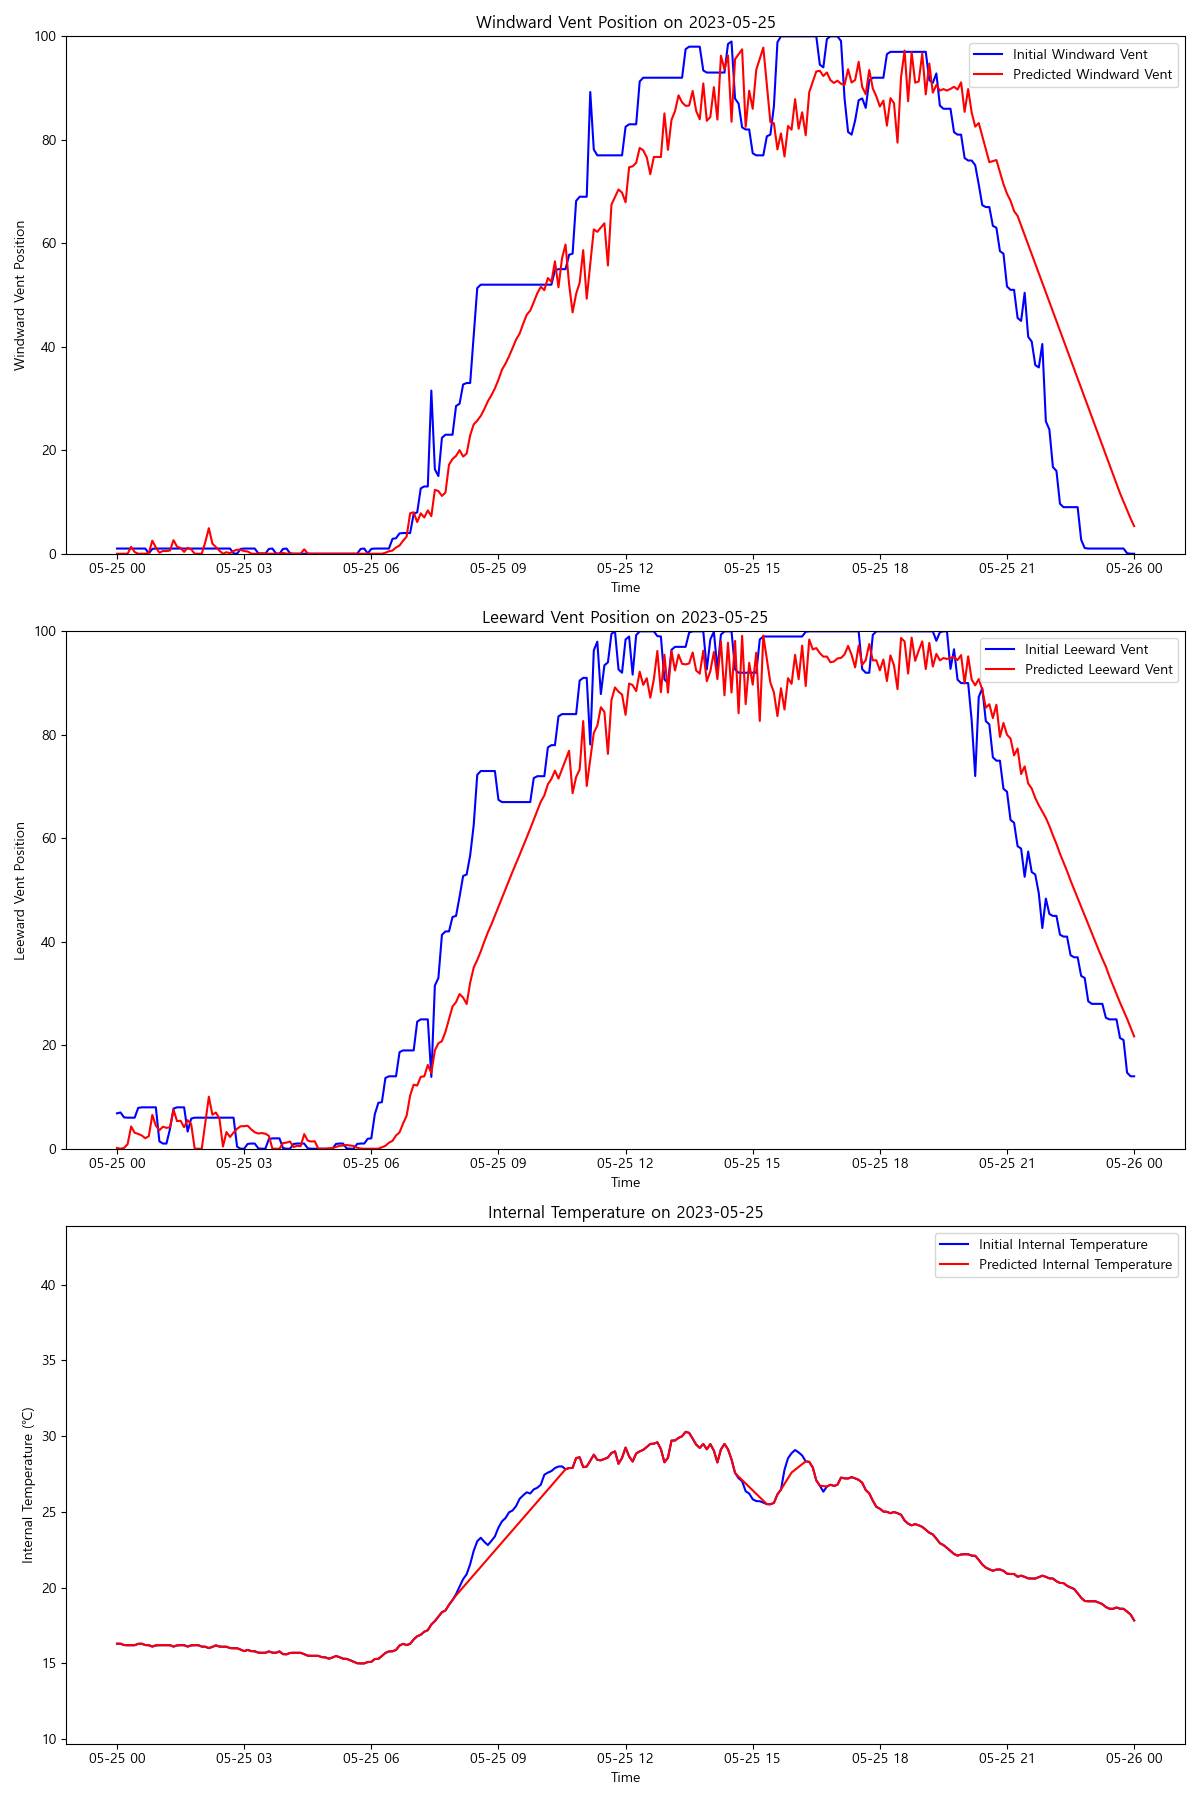 Windward Vent Position on 2023-05-25
100
80
60
40
20
0
Windward Vent Position
Initial Windward Vent
Predicted Windward Vent
05-25 00 05-25 03 05-25 06 05-25 09 05-25 12 05-25 15 05-25 18 05-25 21 05-26 00
Time
Leeward Vent Position on 2023-05-25
100
80
60
40
20
0
Leeward Vent Position
Initial Leeward Vent
Predicted Leeward Vent
05-25 00 05-25 03 05-25 06 05-25 09 05-25 12 05-25 15 05-25 18 05-25 21 05-26 00
Time
Internal Temperature on 2023-05-25
40
35
30
25
20
15
10
Internal Temperature (℃)
Initial Internal Temperature
Predicted Internal Temperature
05-25 00 05-25 03 05-25 06 05-25 09 05-25 12 05-25 15 05-25 18 05-25 21 05-26 00
Time